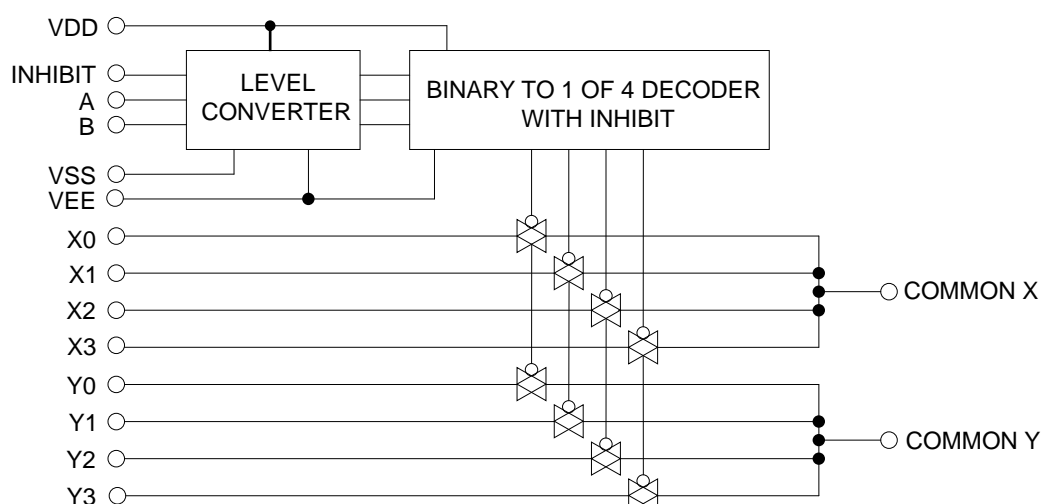 VDD
INHIBIT
A
B
LEVEL
CONVERTER
BINARY TO 1 OF 4 DECODER
WITH INHIBIT
VSS
VEE
X0
X1
X2
X3
COMMON X
Y0
Y1
Y2
Y3
COMMON Y